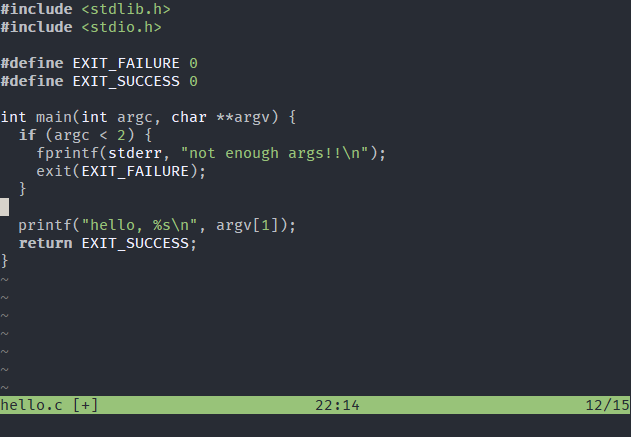 #include <stdlib.h>
#include <stdio.h>

#define EXIT_FAILURE 0
#define EXIT_SUCCESS 0

int main(int argc, char **argv) {
  if (argc < 2) {
    fprintf(stderr, "not enough args!!\n");
    exit(EXIT_FAILURE);
  }

  printf("hello, %s\n", argv[1]);
  return EXIT_SUCCESS;
}
~
~
~
~
~
~
~
hello.c [+] 22:14 12/15